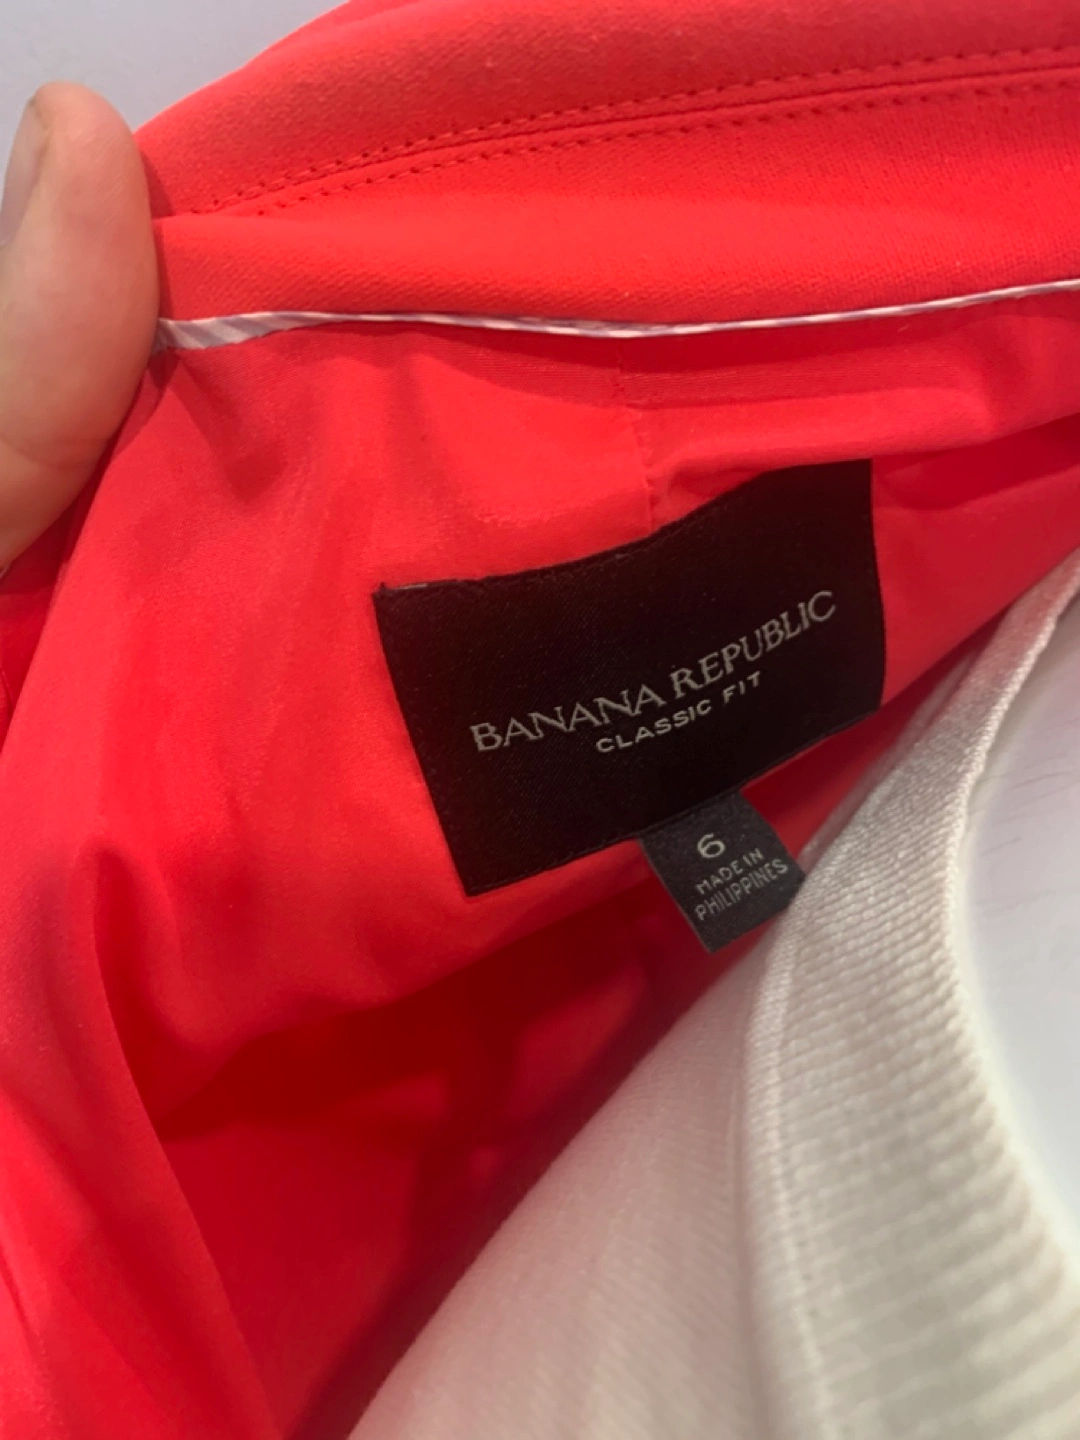 BANANA REPUBLIC
CLASSIC FIT
6
MADE IN
PHILIPPINES